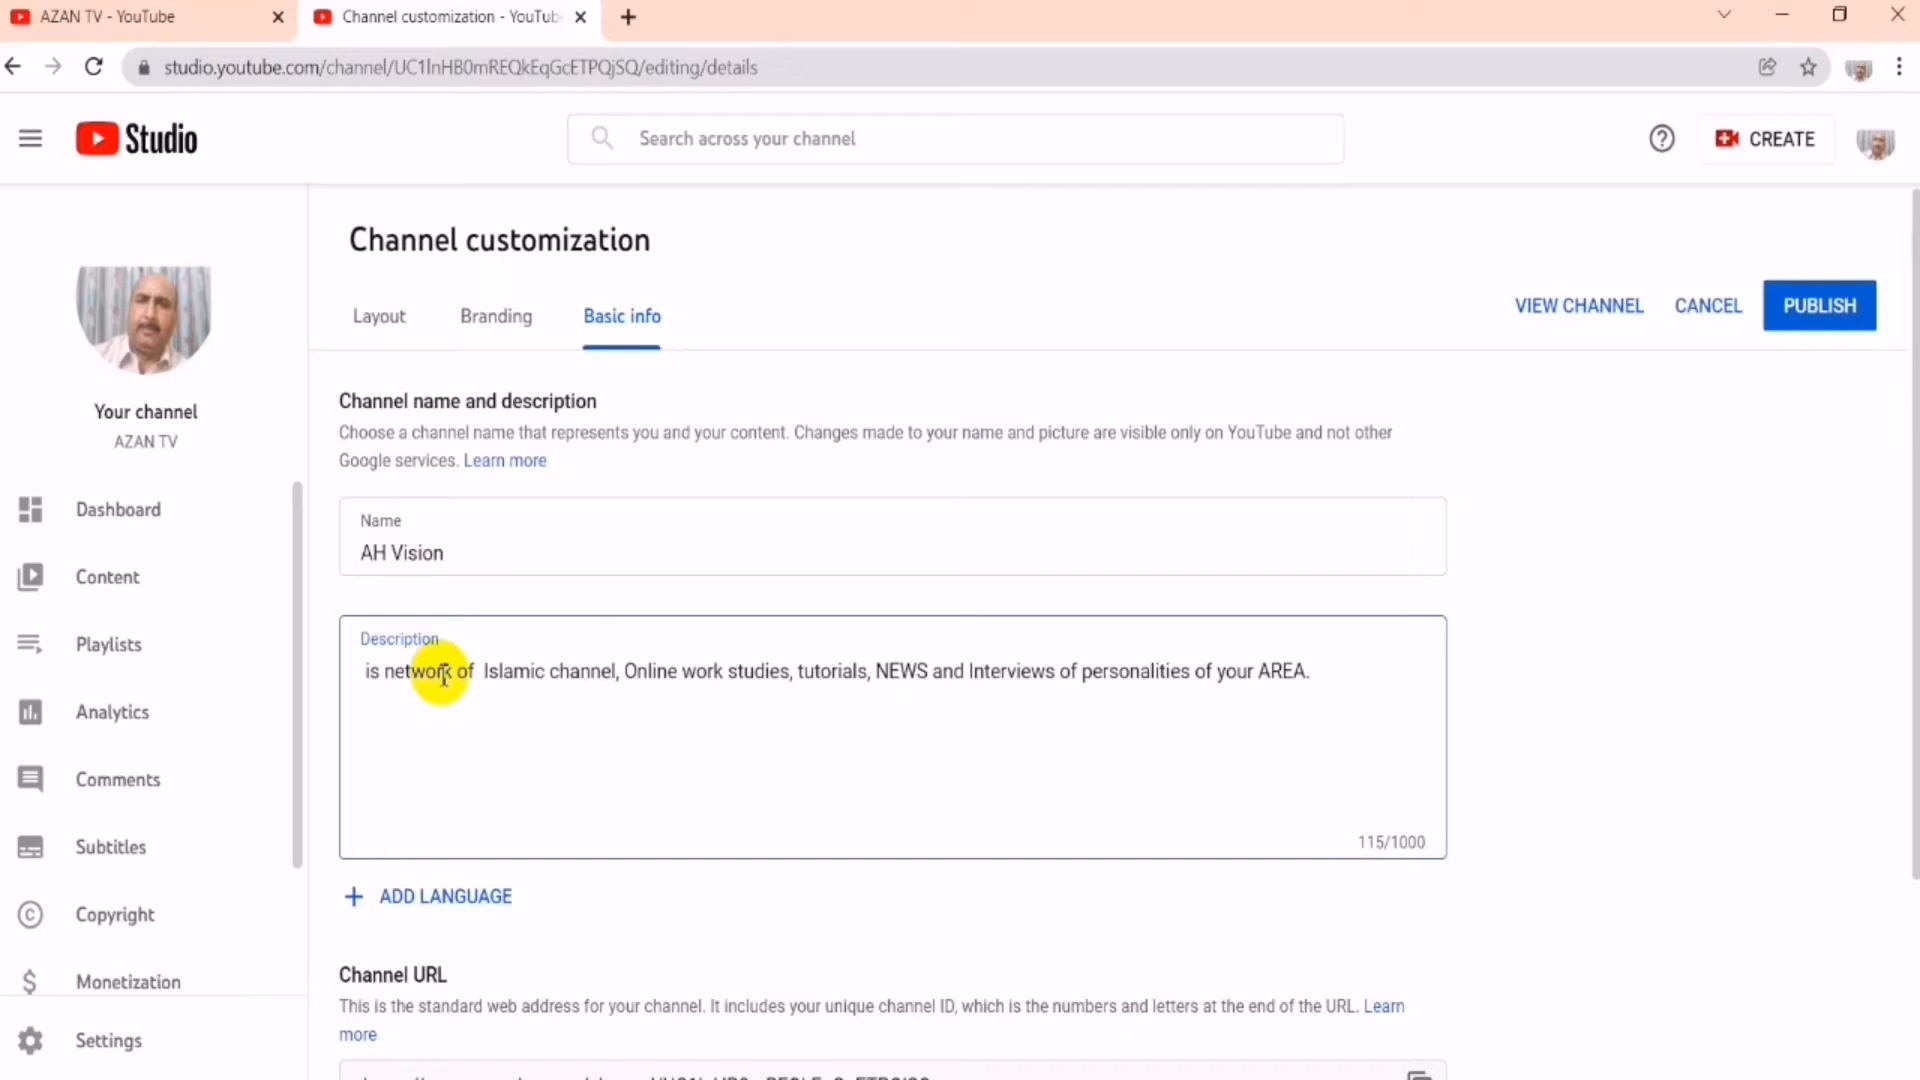 AZAN TV - YouTube
Channel customization - YouTub
studio.youtube.com/channel/UC1lnHB0mREQkEqGcETPQjSQ/editing/details
Studio
Search across your channel
CREATE
Channel customization
Layout
Branding
Basic info
VIEW CHANNEL
CANCEL
PUBLISH
Your channel
AZAN TV
Dashboard
Content
Playlists
Analytics
Comments
Subtitles
Copyright
Monetization
Settings
Channel name and description
Choose a channel name that represents you and your content. Changes made to your name and picture are visible only on YouTube and not other
Google services. Learn more
Name
AH Vision
Description
is network of Islamic channel, Online work studies, tutorials, NEWS and Interviews of personalities of your AREA.
115/1000
+ ADD LANGUAGE
Channel URL
This is the standard web address for your channel. It includes your unique channel ID, which is the numbers and letters at the end of the URL. Learn
more